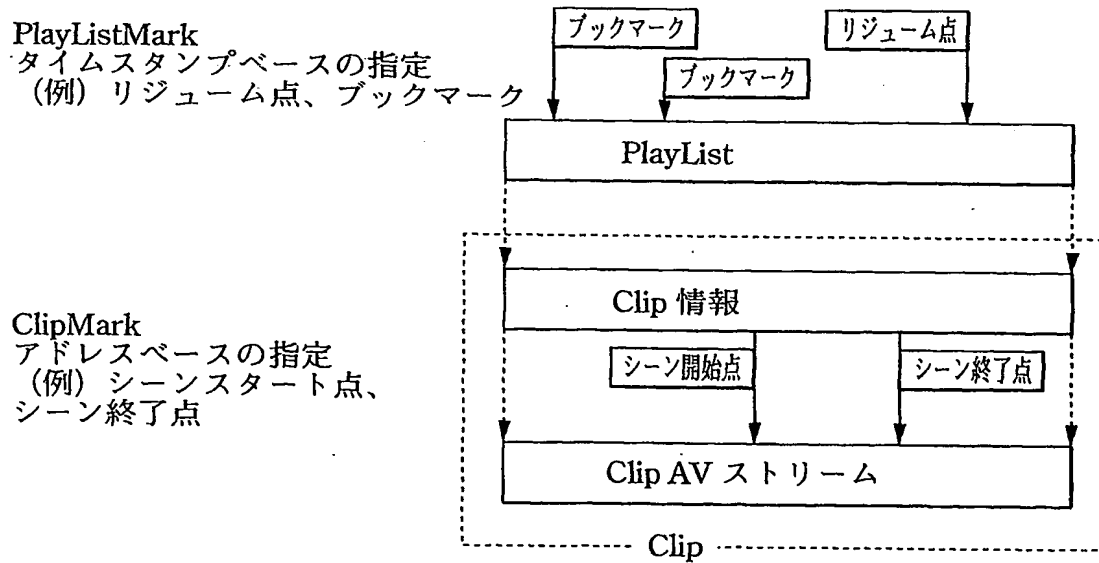 PlayListMark
タイムスタンプベースの指定
（例）リジューム点、ブックマーク
ブックマーク
リジューム点
ブックマーク
PlayList
Clip 情報
ClipMark
アドレスベースの指定
（例）シーンスタート点、
シーン終了点
シーン開始点
シーン終了点
Clip AV ストリーム
Clip